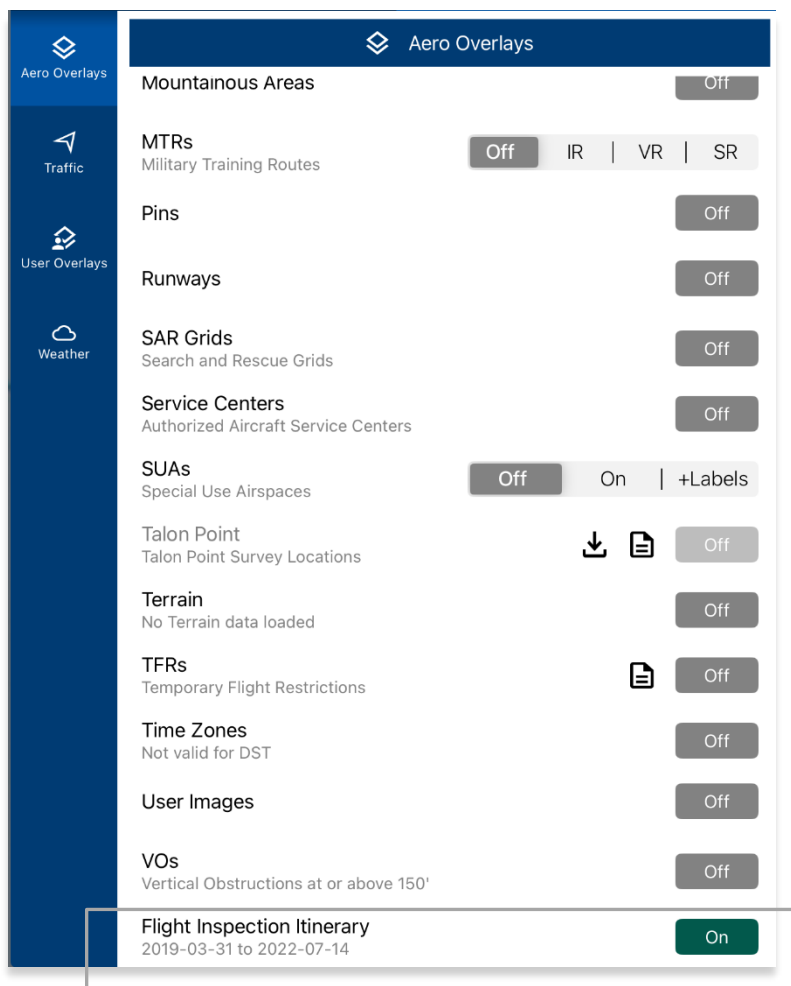 Aero Overlays
Aero Overlays
Traffic
User Overlays
Weather
Mountainous Areas Off
MTRs
Military Training Routes
Off IR | VR | SR
Pins Off
Runways Off
SAR Grids
Search and Rescue Grids
Off
Service Centers
Authorized Aircraft Service Centers
Off
SUAs
Special Use Airspaces
Off On | +Labels
Talon Point
Talon Point Survey Locations
Off
Terrain
No Terrain data loaded
Off
TFRs
Temporary Flight Restrictions
Off
Time Zones
Not valid for DST
Off
User Images Off
VOs
Vertical Obstructions at or above 150'
Off
Flight Inspection Itinerary
2019-03-31 to 2022-07-14
On